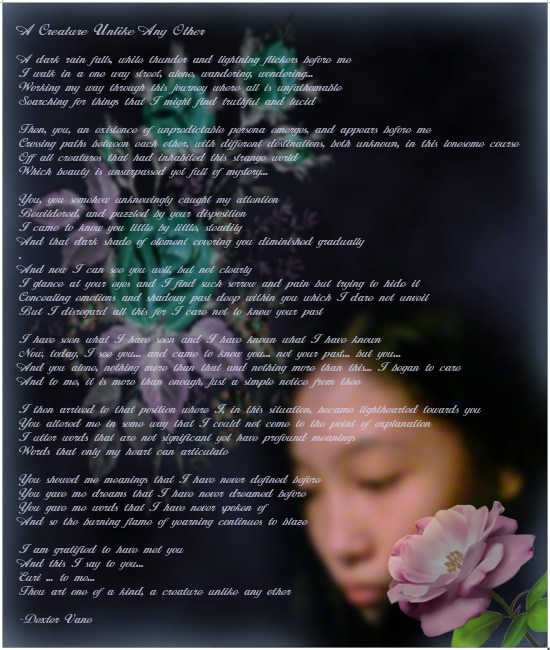 A Creature Unlike Any Other
A dark rain falls, while thunder and lightning flickers before me
I walk in a one way street, alone, wandering, wondering...
Working my way through this journey where all is unfathomable
Searching for things that I might find truthful and lucid
Then, you, an existence of unpredictable persona emerges, and appears before me
Crossing paths between each other, with different destinations, both unknown, in this lonesome course
Off all creatures that had inhabited this strange world
Which beauty is unsurpassed yet full of mystery...
You, you somehow unknowingly caught my attention
Bewildered, and puzzled by your disposition
I came to know you little by little, steadily
And that dark shade of element covering you diminished gradually
.
And now I can see you well, but not clearly
I glance at your eyes and I find such sorrow and pain but trying to hide it
Concealing emotions and shadowy past deep within you which I dare not unveil
But I disregard all this for I care not to know your past
I have seen what I have seen and I have known what I have known
Now, today, I see you... and came to know you... not your past... but you...
And you alone, nothing more than that and nothing more than this... I began to care
And to me, it is more than enough, just a simple notice from thee
I then arrived to that position where I, in this situation, became lighthearted towards you
You altered me in some way that I could not come to the point of explanation
I utter words that are not significant yet have profound meanings
Words that only my heart can articulate
You showed me meanings that I have never defined before
You gave me dreams that I have never dreamed before
You gave me words that I have never spoken of
And so the burning flame of yearning continues to blaze
I am gratified to have met you
And this I say to you...
Curi ... to me...
Thou art one of a kind, a creature unlike any other
-Dexter Vane